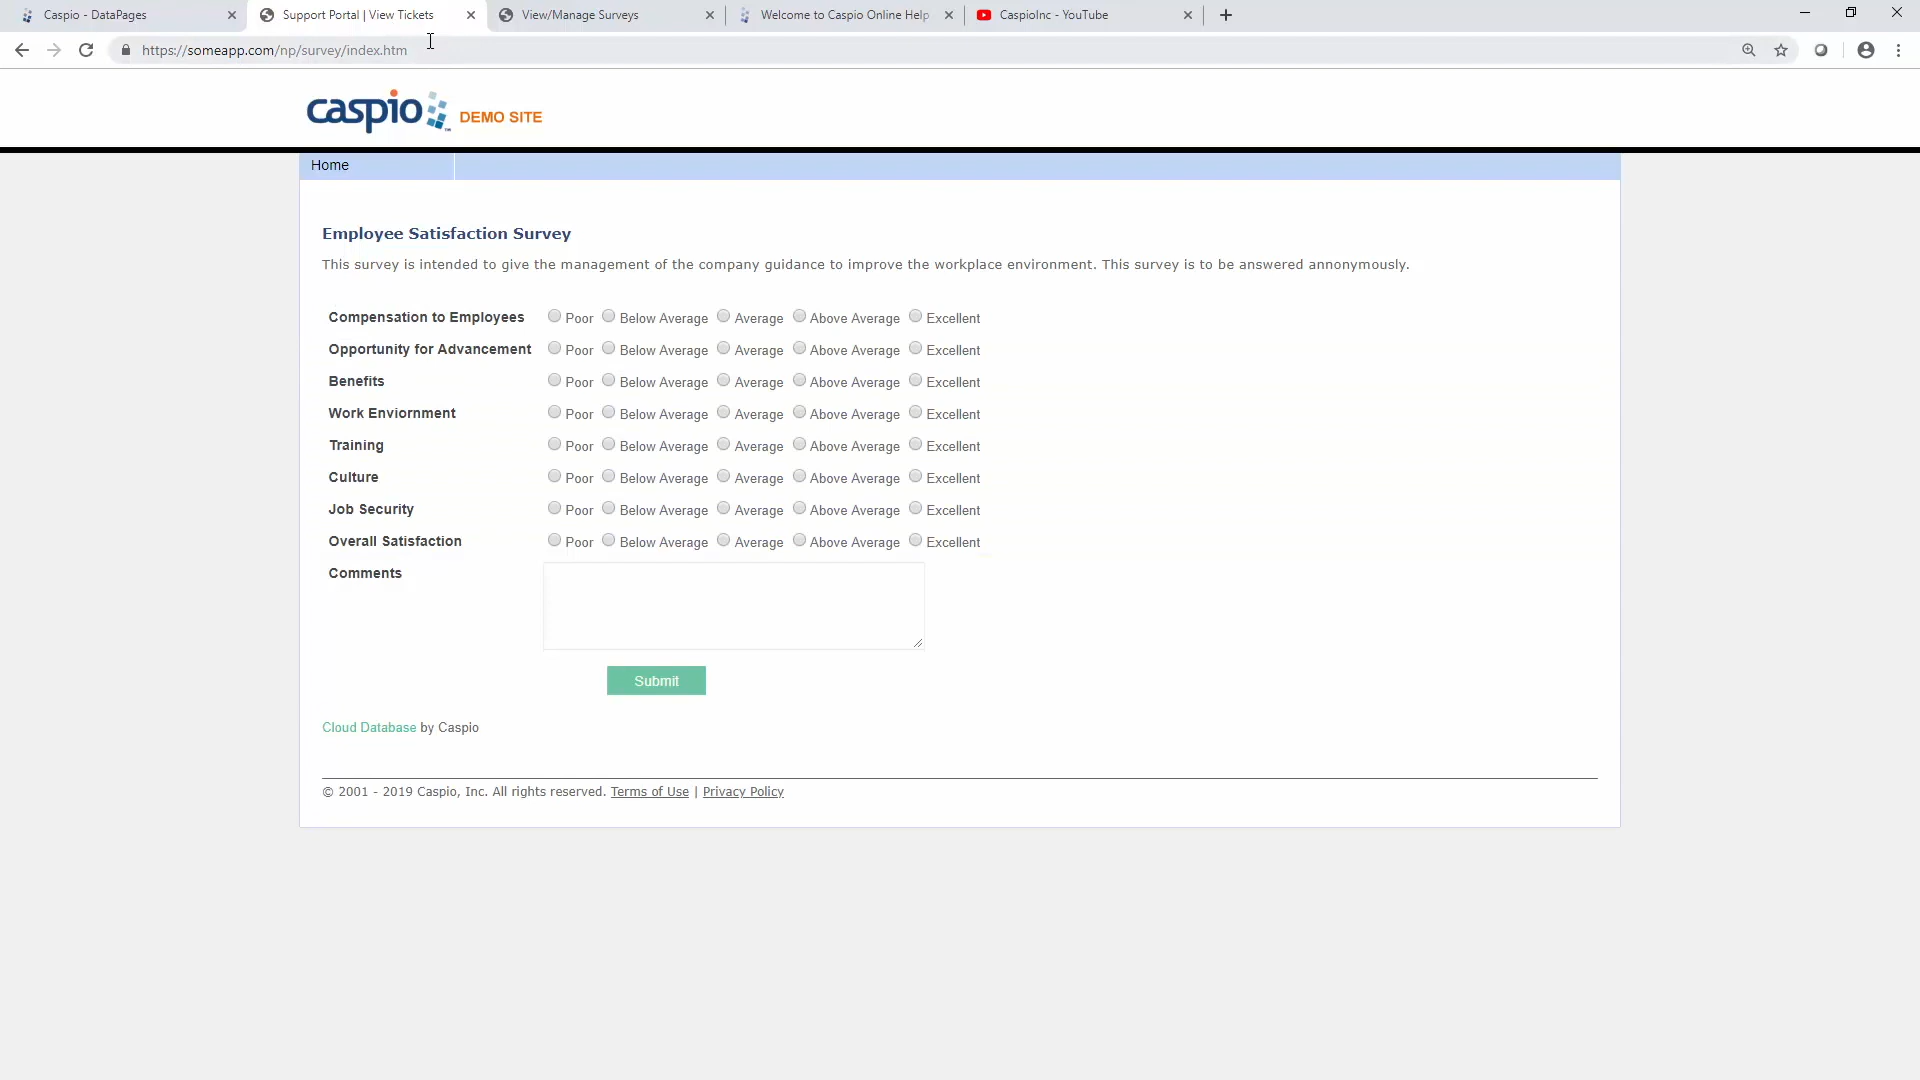 Caspio - DataPages
Support Portal | View Tickets
View/Manage Surveys
Welcome to Caspio Online Help
CaspioInc - YouTube
https://someapp.com/np/survey/index.htm
caspio DEMO SITE
Home
Employee Satisfaction Survey
This survey is intended to give the management of the company guidance to improve the workplace environment. This survey is to be answered annonymously.
Compensation to Employees Poor Below Average Average Above Average Excellent
Opportunity for Advancement Poor Below Average Average Above Average Excellent
Benefits Poor Below Average Average Above Average Excellent
Work Enviornment Poor Below Average Average Above Average Excellent
Training Poor Below Average Average Above Average Excellent
Culture Poor Below Average Average Above Average Excellent
Job Security Poor Below Average Average Above Average Excellent
Overall Satisfaction Poor Below Average Average Above Average Excellent
Comments
Submit
Cloud Database by Caspio
© 2001 - 2019 Caspio, Inc. All rights reserved. Terms of Use | Privacy Policy